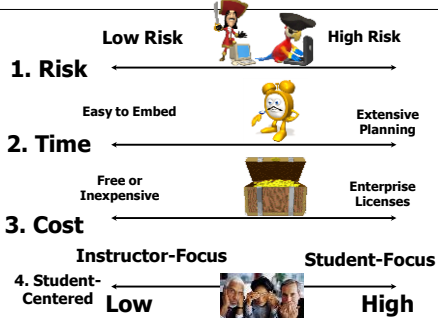 Low Risk
High Risk
1. Risk
Easy to Embed
Extensive
Planning
2. Time
Free or
Inexpensive
Enterprise
Licenses
3. Cost
Instructor-Focus
Student-Focus
4. Student-
Centered
Low
High